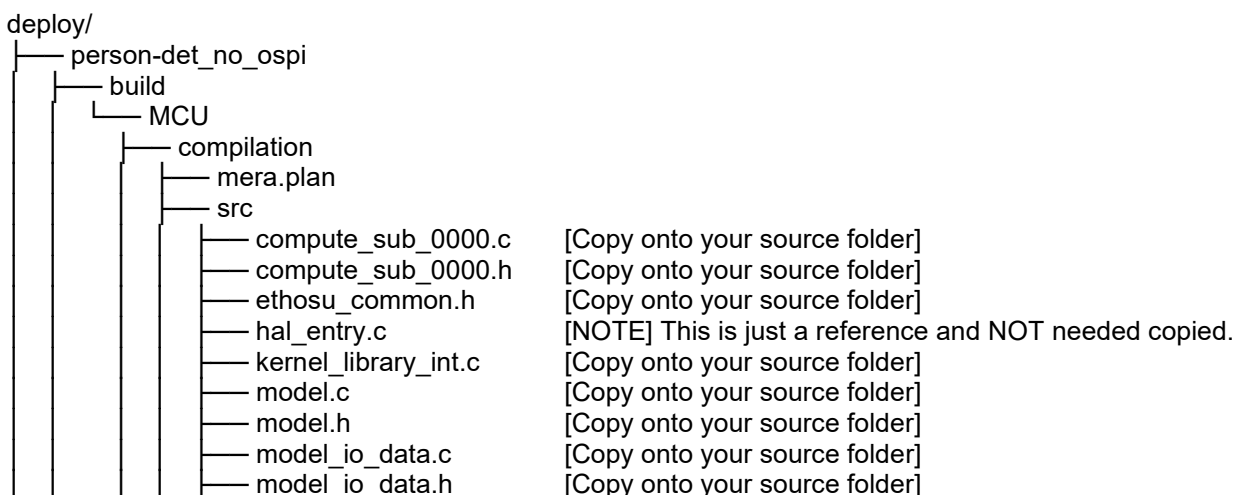 deploy/
├── person-det_no_ospi
│ ├── build
│ │ └── MCU
│ │ ├── compilation
│ │ │ ├── mera.plan
│ │ │ ├── src
│ │ │ │ ├── compute_sub_0000.c [Copy onto your source folder]
│ │ │ │ ├── compute_sub_0000.h [Copy onto your source folder]
│ │ │ │ ├── ethosu_common.h [Copy onto your source folder]
│ │ │ │ ├── hal_entry.c [NOTE] This is just a reference and NOT needed copied.
│ │ │ │ ├── kernel_library_int.c [Copy onto your source folder]
│ │ │ │ ├── model.c [Copy onto your source folder]
│ │ │ │ ├── model.h [Copy onto your source folder]
│ │ │ │ ├── model_io_data.c [Copy onto your source folder]
│ │ │ │ ├── model_io_data.h [Copy onto your source folder]